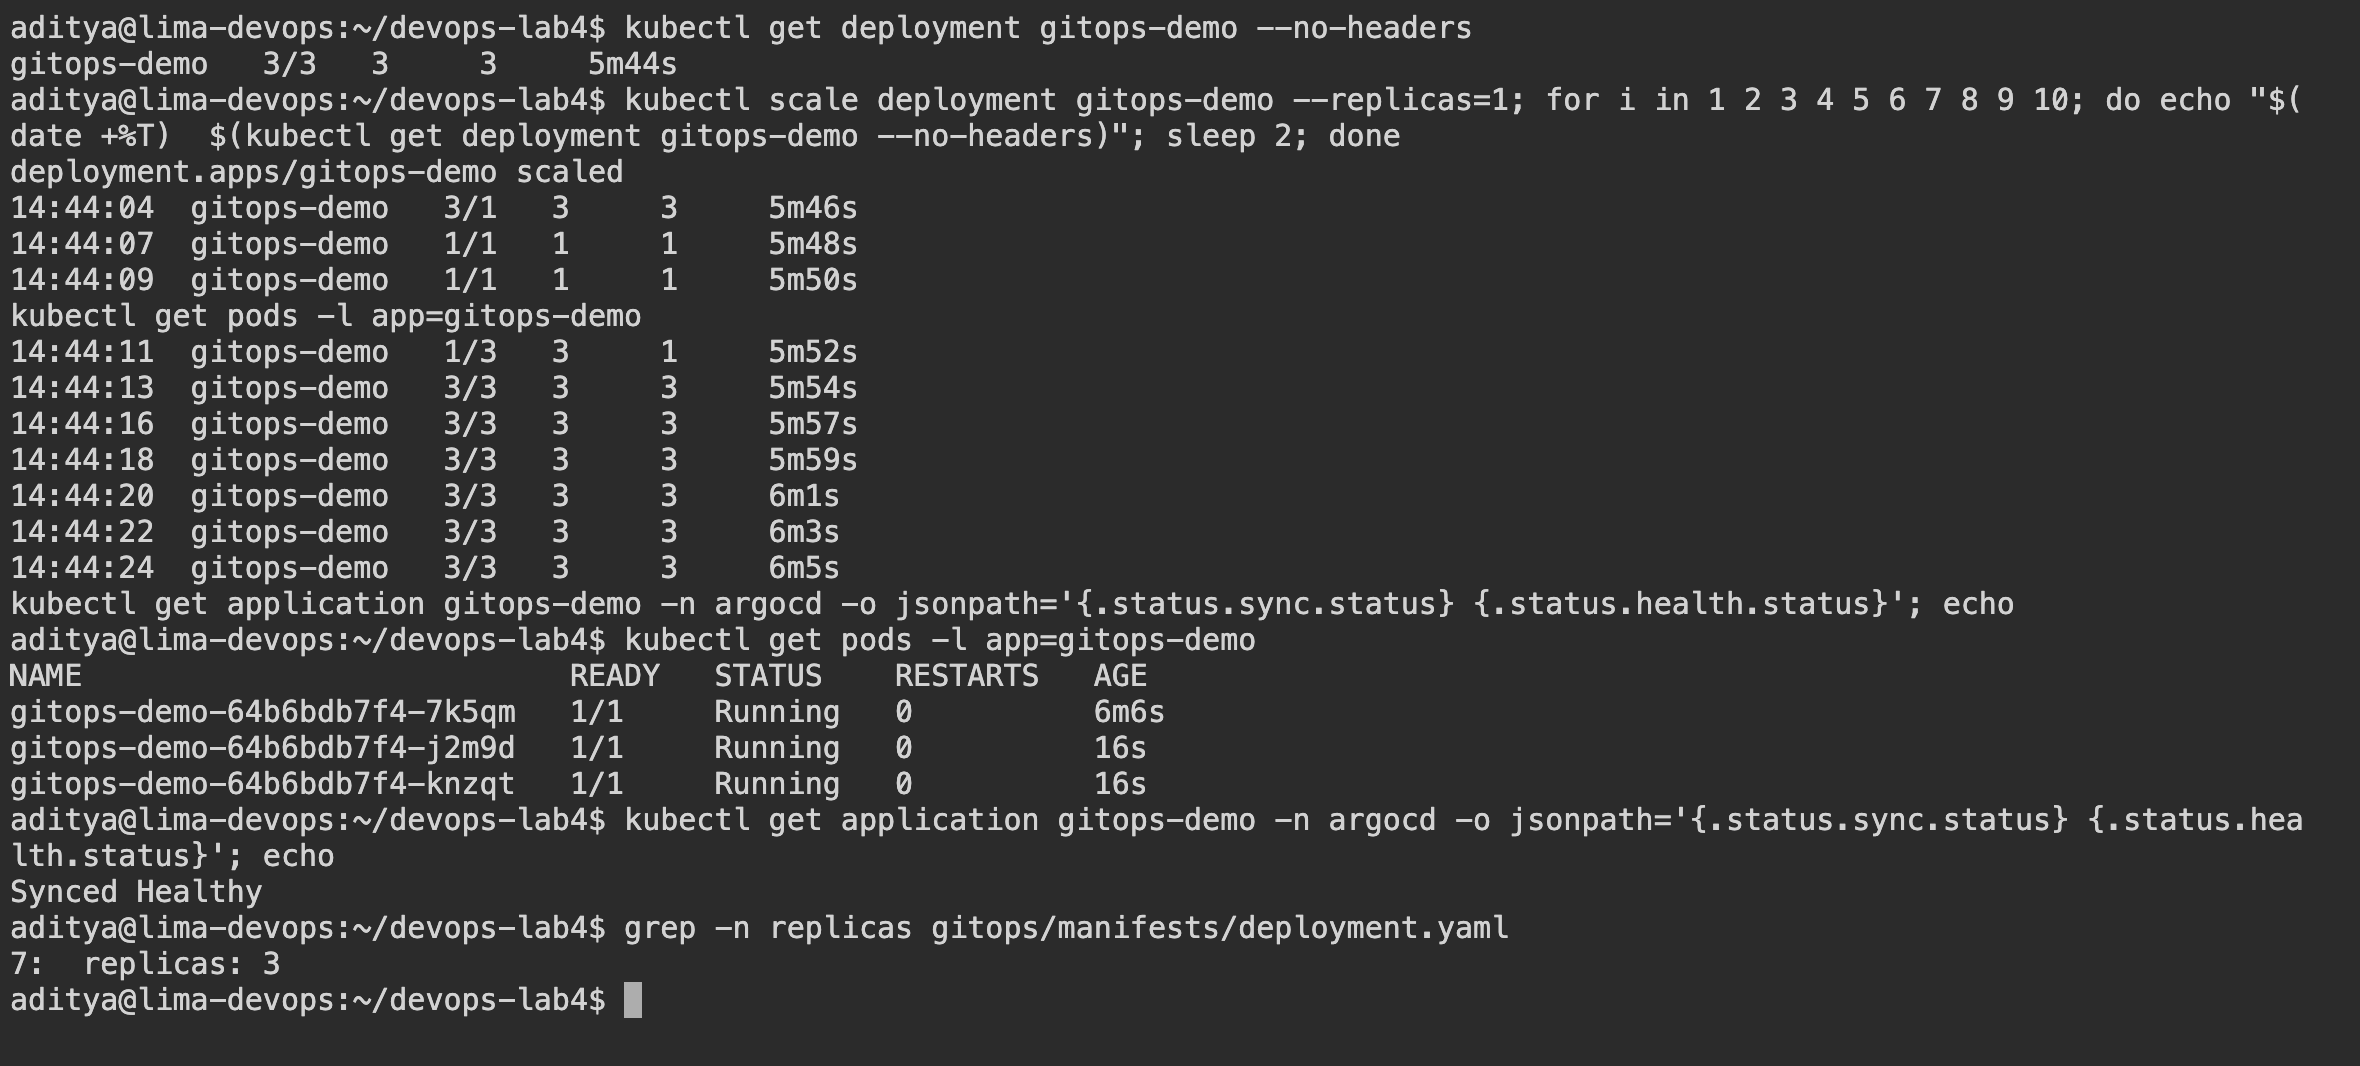 aditya@lima-devops:~/devops-lab4$ kubectl get deployment gitops-demo --no-headers
gitops-demo   3/3   3     3     5m44s
aditya@lima-devops:~/devops-lab4$ kubectl scale deployment gitops-demo --replicas=1; for i in 1 2 3 4 5 6 7 8 9 10; do echo "$(
date +%T)  $(kubectl get deployment gitops-demo --no-headers)"; sleep 2; done
deployment.apps/gitops-demo scaled
14:44:04  gitops-demo   3/1   3     3     5m46s
14:44:07  gitops-demo   1/1   1     1     5m48s
14:44:09  gitops-demo   1/1   1     1     5m50s
kubectl get pods -l app=gitops-demo
14:44:11  gitops-demo   1/3   3     1     5m52s
14:44:13  gitops-demo   3/3   3     3     5m54s
14:44:16  gitops-demo   3/3   3     3     5m57s
14:44:18  gitops-demo   3/3   3     3     5m59s
14:44:20  gitops-demo   3/3   3     3     6m1s
14:44:22  gitops-demo   3/3   3     3     6m3s
14:44:24  gitops-demo   3/3   3     3     6m5s
kubectl get application gitops-demo -n argocd -o jsonpath='{.status.sync.status} {.status.health.status}'; echo
aditya@lima-devops:~/devops-lab4$ kubectl get pods -l app=gitops-demo
NAME                           READY   STATUS    RESTARTS   AGE
gitops-demo-64b6bdb7f4-7k5qm   1/1     Running   0          6m6s
gitops-demo-64b6bdb7f4-j2m9d   1/1     Running   0          16s
gitops-demo-64b6bdb7f4-knzqt   1/1     Running   0          16s
aditya@lima-devops:~/devops-lab4$ kubectl get application gitops-demo -n argocd -o jsonpath='{.status.sync.status} {.status.hea
lth.status}'; echo
Synced Healthy
aditya@lima-devops:~/devops-lab4$ grep -n replicas gitops/manifests/deployment.yaml
7:  replicas: 3
aditya@lima-devops:~/devops-lab4$